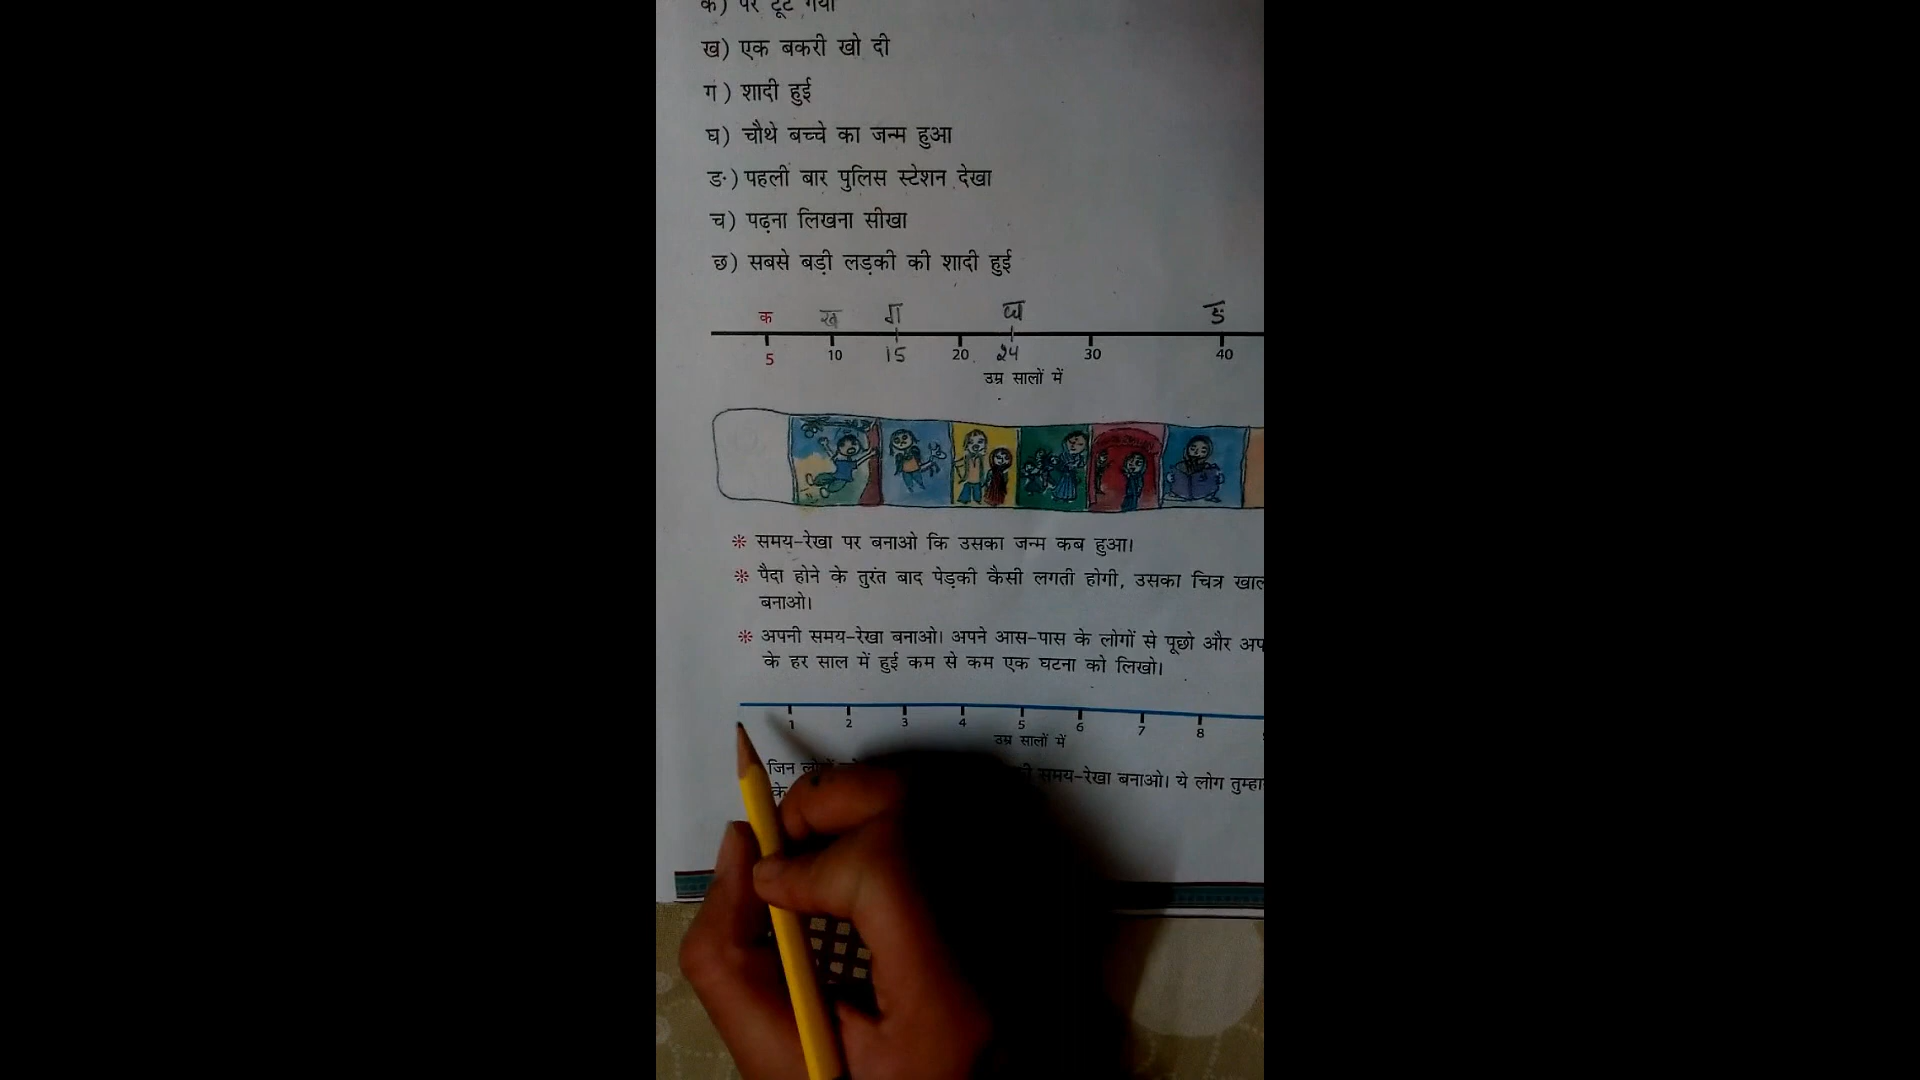 क) पैर टूट गया
ख) एक बकरी खो दी
ग) शादी हुई
घ) चौथे बच्चे का जन्म हुआ
ङ) पहली बार पुलिस स्टेशन देखा
च) पढ़ना लिखना सीखा
छ) सबसे बड़ी लड़की की शादी हुई
क ख ग घ ङ
5 10 15 20 24 30 40
उम्र सालों में
समय-रेखा पर बनाओ कि उसका जन्म कब हुआ।
पैदा होने के तुरंत बाद पेड़की कैसी लगती होगी, उसका चित्र
बनाओ।
अपनी समय-रेखा बनाओ। अपने आस-पास के लोगों से पूछो और
के हर साल में हुई कम से कम एक घटना को लिखो।
1 2 3 4 5 6 7 8
उम्र सालों में
जिन समय-रेखा बनाओ। ये लोग
के